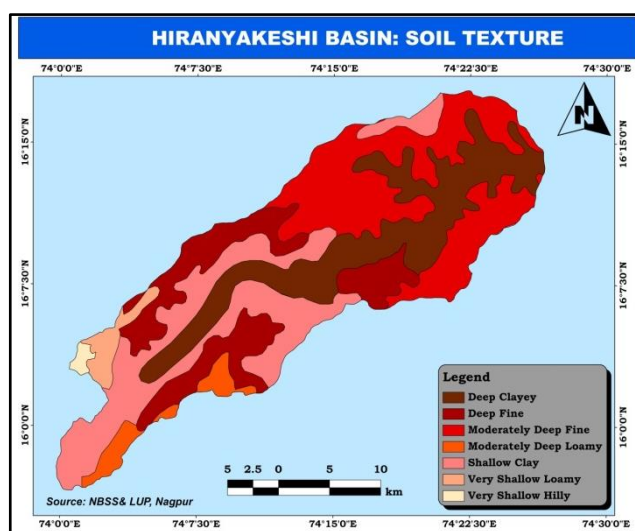 HIRANYAKESHI BASIN: SOIL TEXTURE
74°0'0"E 74°7'30"E 74°15'0"E 74°22'30"E 74°30'0"E
N
16°15'0"N 16°15'0"N
16°7'30"N 16°7'30"N
16°0'0"N 16°0'0"N
Legend
Deep Clayey
Deep Fine
Moderately Deep Fine
Moderately Deep Loamy
Shallow Clay
Very Shallow Loamy
Very Shallow Hilly
5 2.5 0 5 10
km
Source: NBSS& LUP, Nagpur
74°0'0"E 74°7'30"E 74°15'0"E 74°22'30"E 74°30'0"E